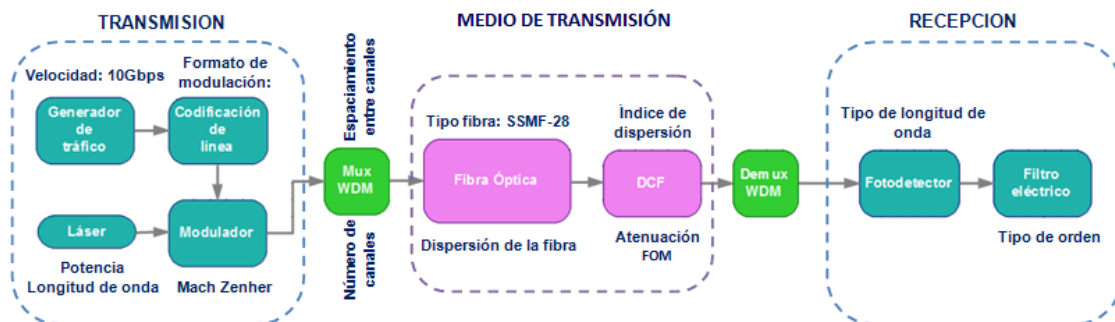 TRANSMISION
MEDIO DE TRANSMISIÓN
RECEPCION
Velocidad: 10Gbps
Formato de
modulación:
Generador
de
tráfico
Codificación
de
línea
Láser
Modulador
Potencia
Longitud de onda
Mach Zenher
Espaciamiento
entre canales
Mux
WDM
Número de
canales
Tipo fibra: SSMF-28
Fibra Óptica
Dispersión de la fibra
Ìndice de
dispersión
DCF
Atenuación
FOM
Demux
WDM
Tipo de longitud de
onda
Fotodetector
Filtro
eléctrico
Tipo de orden